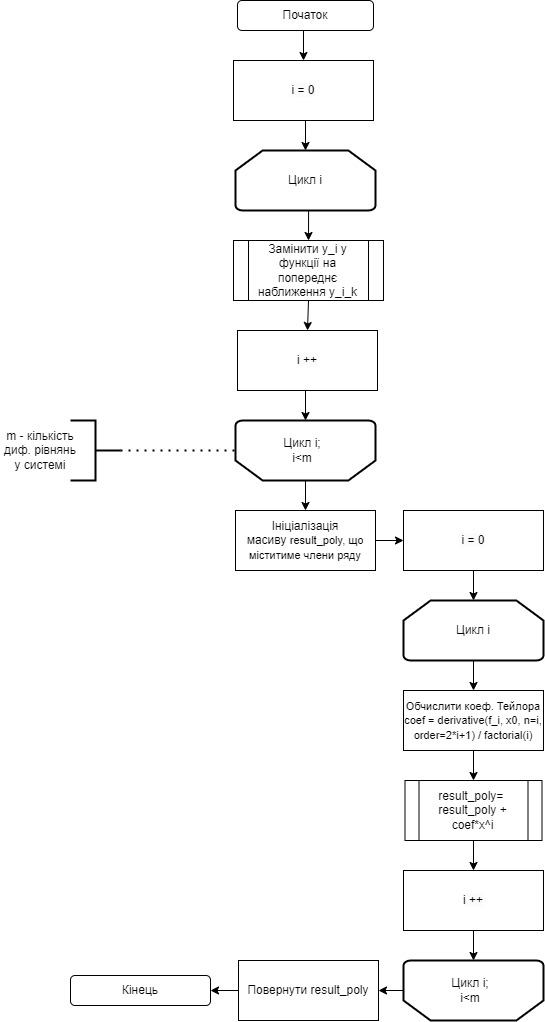 Початок
i = 0
Цикл i
Замінити y_i у
функції на
попереднє
наближення y_i_k
i ++
m - кількість
диф. рівнянь
у системі
Цикл i;
i<m
Ініціалізація
масиву result_poly, що
міститиме члени ряду
i = 0
Цикл i
Обчислити коеф. Тейлора
coef = derivative(f_i, x0, n=i,
order=2*i+1) / factorial(i)
result_poly=
result_poly +
coef*x^i
i ++
Цикл i;
i<m
Повернути result_poly
Кінець